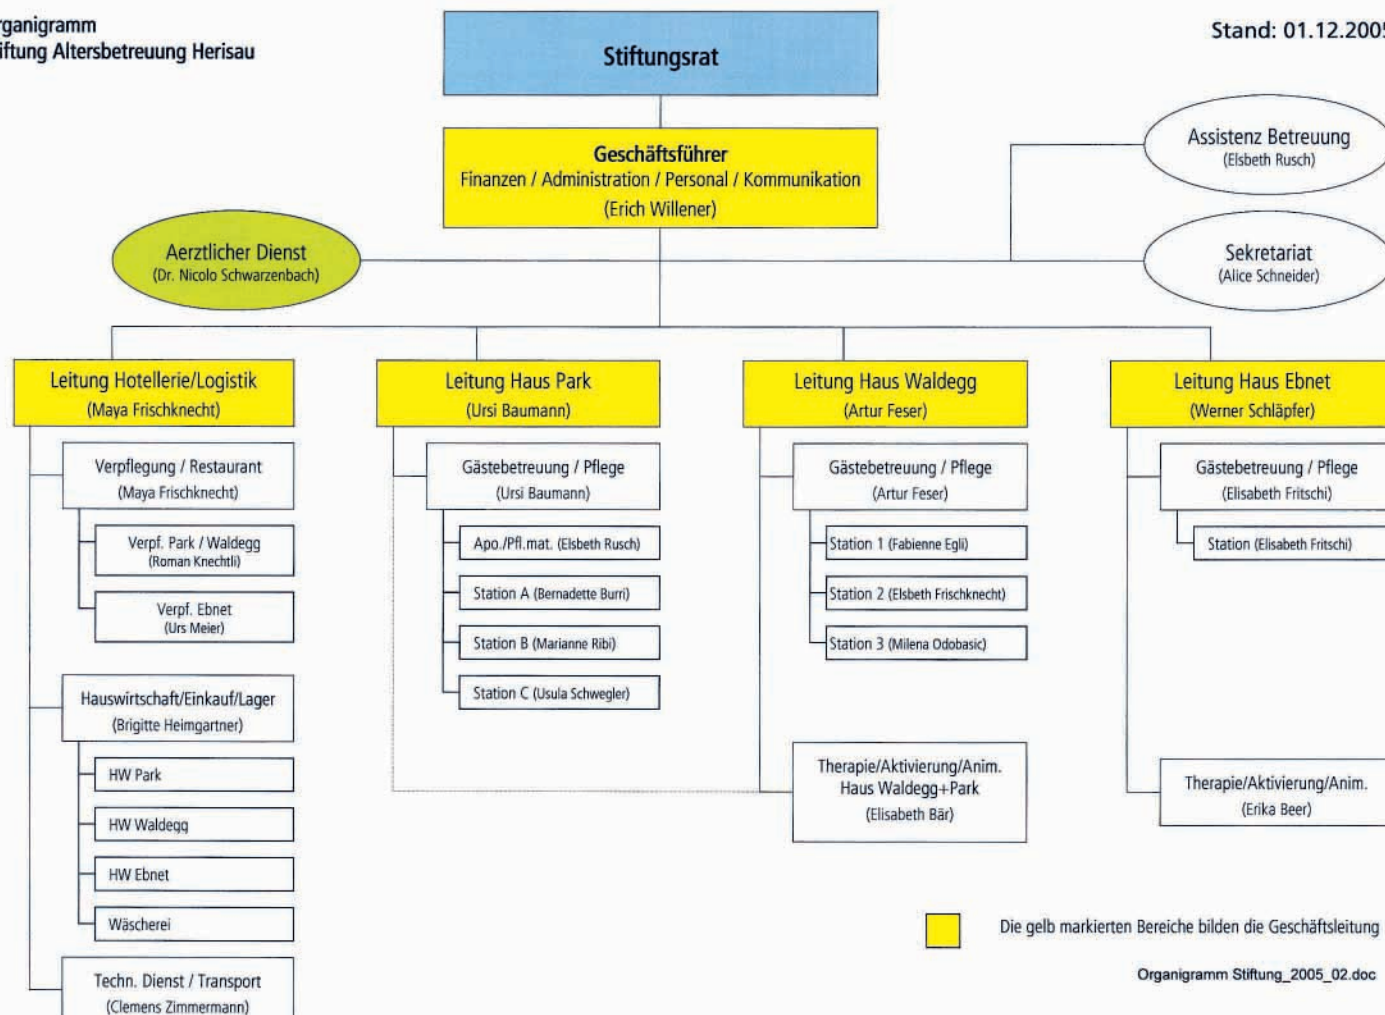 rganigramm
iftung Altersbetreuung Herisau
Stand: 01.12.2005
Stiftungsrat
Geschäftsführer
Finanzen / Administration / Personal / Kommunikation
(Erich Willener)
Assistenz Betreuung
(Elsbeth Rusch)
Aerztlicher Dienst
(Dr. Nicolo Schwarzenbach)
Sekretariat
(Alice Schneider)
Leitung Hotellerie/Logistik
(Maya Frischknecht)
Verpflegung / Restaurant
(Maya Frischknecht)
Verpf. Park / Waldegg
(Roman Knechtli)
Verpf. Ebnet
(Urs Meier)
Hauswirtschaft/Einkauf/Lager
(Brigitte Heimgartner)
HW Park
HW Waldegg
HW Ebnet
Wäscherei
Techn. Dienst / Transport
(Clemens Zimmermann)
Leitung Haus Park
(Ursi Baumann)
Gästebetreuung / Pflege
(Ursi Baumann)
Apo./Pfl.mat. (Elsbeth Rusch)
Station A (Bernadette Burri)
Station B (Marianne Ribi)
Station C (Usula Schwegler)
Leitung Haus Waldegg
(Artur Feser)
Gästebetreuung / Pflege
(Artur Feser)
Station 1 (Fabienne Egli)
Station 2 (Elsbeth Frischknecht)
Station 3 (Milena Odobasic)
Therapie/Aktivierung/Anim.
Haus Waldegg+Park
(Elisabeth Bär)
Leitung Haus Ebnet
(Werner Schläpfer)
Gästebetreuung / Pflege
(Elisabeth Fritschi)
Station (Elisabeth Fritschi)
Therapie/Aktivierung/Anim.
(Erika Beer)
Die gelb markierten Bereiche bilden die Geschäftsleitung
Organigramm Stiftung_2005_02.doc